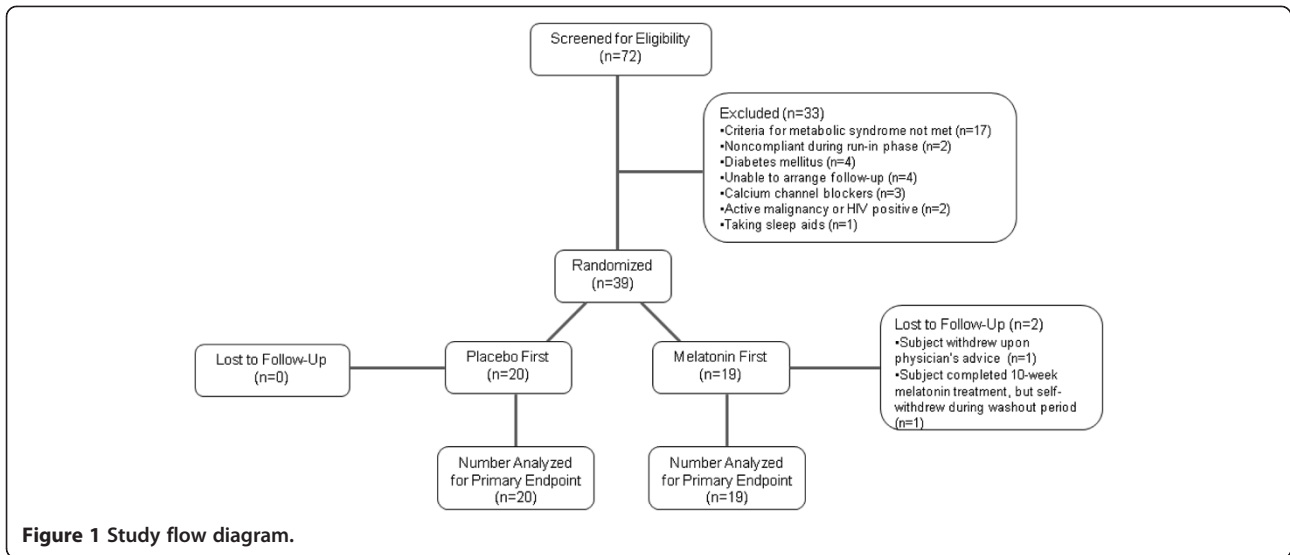 Screened for Eligibility
(n=72)
Excluded (n=33)
•Criteria for metabolic syndrome not met (n=17)
•Noncompliant during run-in phase (n=2)
•Diabetes mellitus (n=4)
•Unable to arrange follow-up (n=4)
•Calcium channel blockers (n=3)
•Active malignancy or HIV positive (n=2)
•Taking sleep aids (n=1)
Randomized
(n=39)
Lost to Follow-Up
(n=0)
Placebo First
(n=20)
Melatonin First
(n=19)
Lost to Follow-Up (n=2)
•Subject withdrew upon
physician's advice (n=1)
•Subject completed 10-week
melatonin treatment, but self-
withdrew during washout period
(n=1)
Number Analyzed
for Primary Endpoint
(n=20)
Number Analyzed
for Primary Endpoint
(n=19)
Figure 1 Study flow diagram.